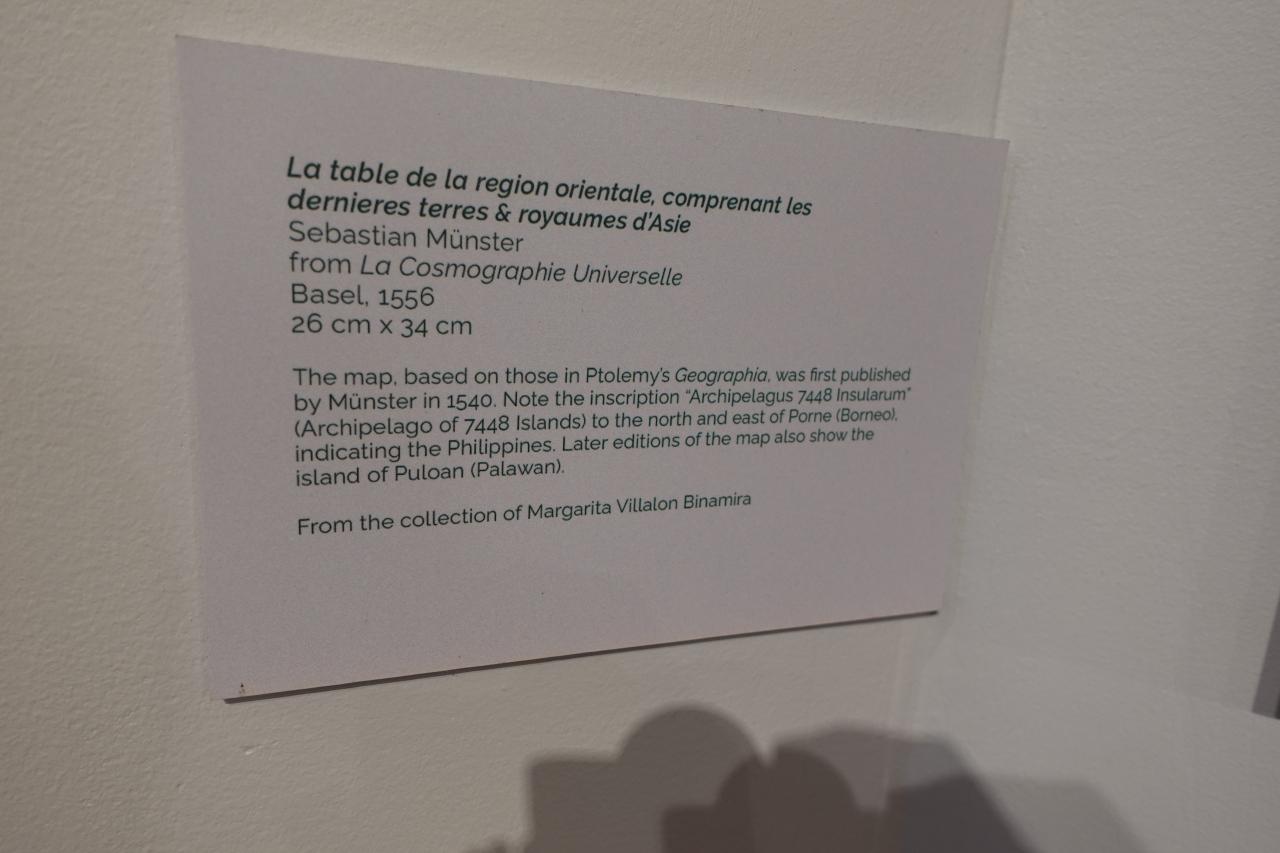 La table de la region orientale, comprenant les
dernieres terres & royaumes d'Asie
Sebastian Münster
from La Cosmographie Universelle
Basel, 1556
26 cm x 34 cm
The map, based on those in Ptolemy's Geographia, was first published
by Münster in 1540. Note the inscription "Archipelagus 7448 Insularum"
(Archipelago of 7448 Islands) to the north and east of Porne (Borneo),
indicating the Philippines. Later editions of the map also show the
island of Puloan (Palawan).
From the collection of Margarita Villalon Binamira